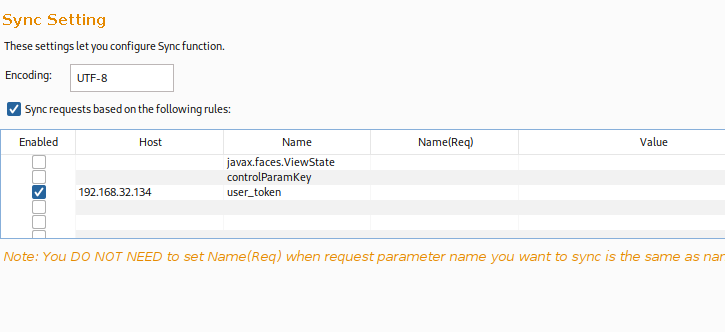 Sync Setting
These settings let you configure Sync function.
Encoding: UTF-8
Sync requests based on the following rules:
Enabled Host Name Name(Req) Value
javax.faces.ViewState
controlParamKey
192.168.32.134 user_token
Note: You DO NOT NEED to set Name(Req) when request parameter name you want to sync is the same as